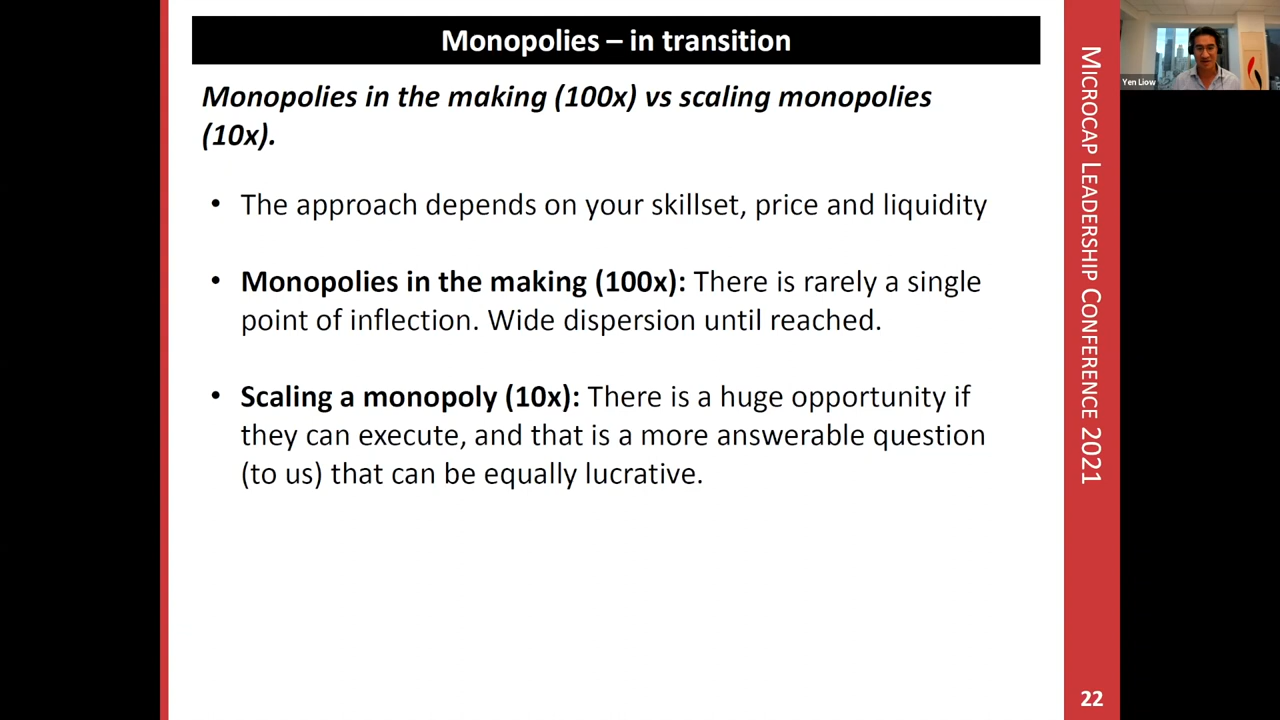 Monopolies – in transition
Monopolies in the making (100x) vs scaling monopolies
(10x).
• The approach depends on your skillset, price and liquidity
• Monopolies in the making (100x): There is rarely a single
point of inflection. Wide dispersion until reached.
• Scaling a monopoly (10x): There is a huge opportunity if
they can execute, and that is a more answerable question
(to us) that can be equally lucrative.
MICROCAP LEADERSHIP CONFERENCE 2021
22
Yen Liow